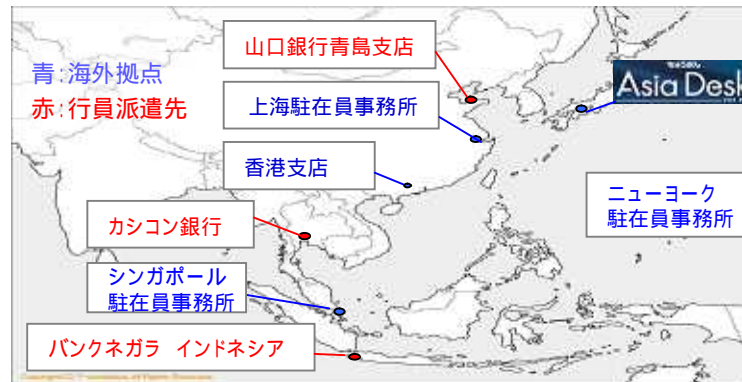 山口銀行青島支店
青：海外拠点
赤：行員派遣先
Asia Desk
上海駐在員事務所
香港支店
ニューヨーク
駐在員事務所
カシコン銀行
シンガポール
駐在員事務所
バンクネガラ インドネシア